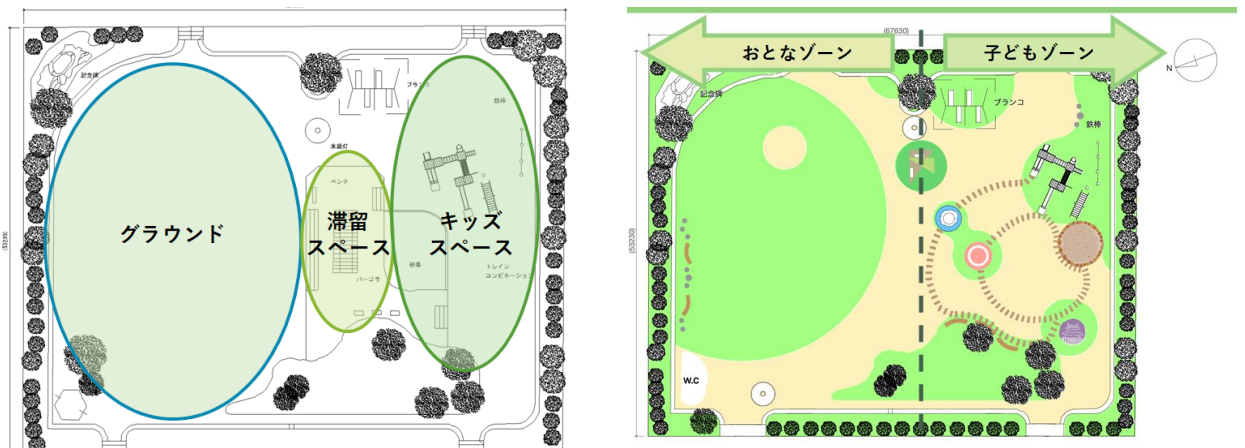 記念碑
ブランコ
鉄棒
水銀灯
ベンチ
グラウンド
滞留
スペース
キッズ
スペース
砂場
パーゴラ
トレイン
コンビネーション
(53230)
(67630)
おとなゾーン
子どもゾーン
N
記念碑
ブランコ
鉄棒
(53230)
W.C